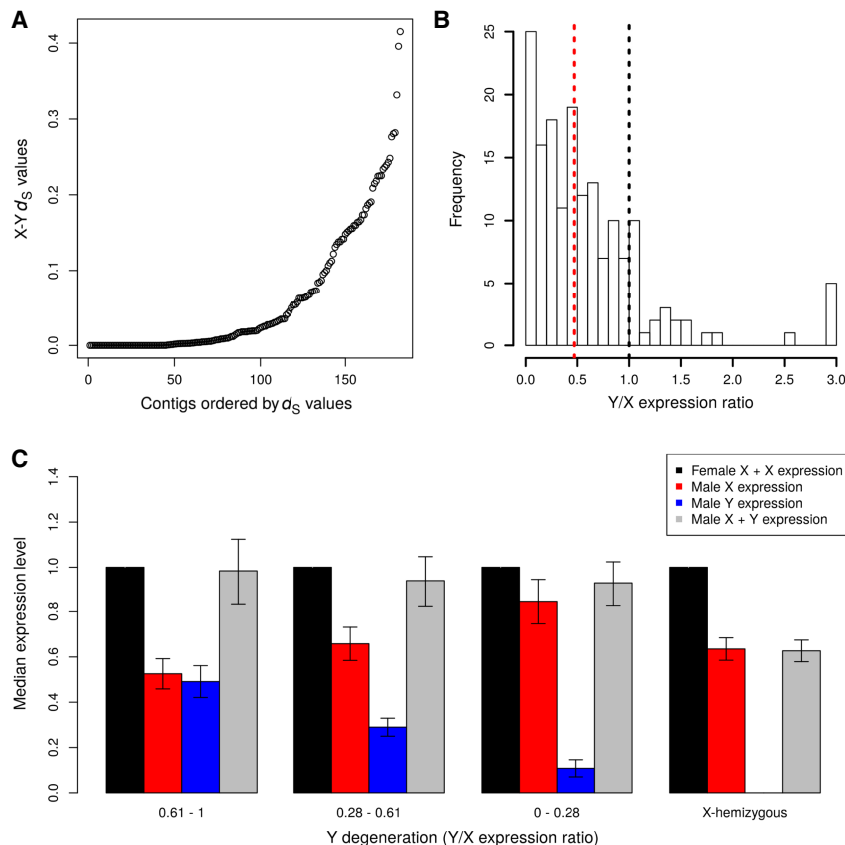 A
X-Y dS values
0.0
0.1
0.2
0.3
0.4
0
50
100
150
Contigs ordered by dS values
B
Frequency
0
5
10
15
20
25
0.0
0.5
1.0
1.5
2.0
2.5
3.0
Y/X expression ratio
C
Median expression level
0.0
0.2
0.4
0.6
0.8
1.0
1.2
1.4
Female X + X expression
Male X expression
Male Y expression
Male X + Y expression
0.61 - 1
0.28 - 0.61
0 - 0.28
X-hemizygous
Y degeneration (Y/X expression ratio)